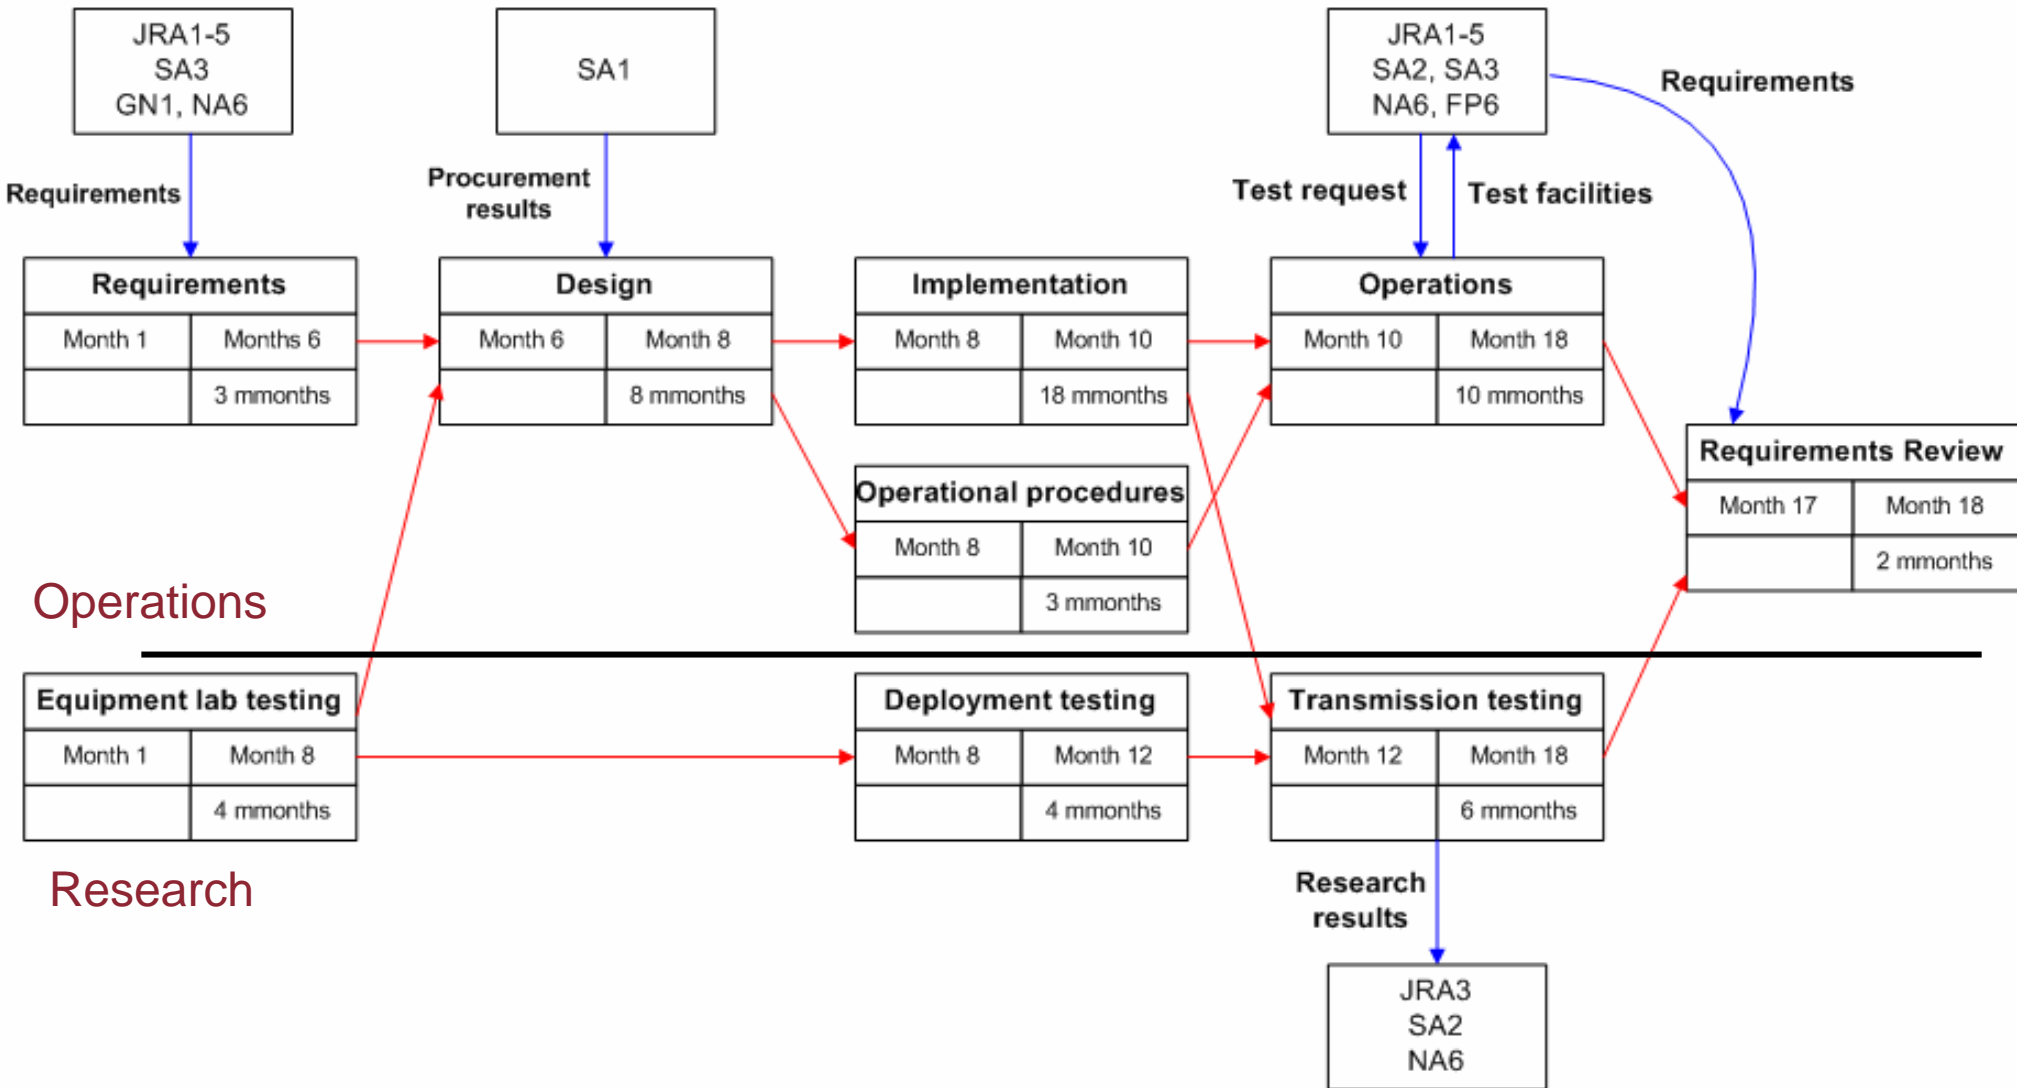 JRA1-5
SA3
GN1, NA6
SA1
JRA1-5
SA2, SA3
NA6, FP6
Requirements
Requirements
Procurement
results
Test request
Test facilities
Requirements
Month 1
Months 6
3 mmonths
Design
Month 6
Month 8
8 mmonths
Implementation
Month 8
Month 10
18 mmonths
Operations
Month 10
Month 18
10 mmonths
Operational procedures
Month 8
Month 10
3 mmonths
Requirements Review
Month 17
Month 18
2 mmonths
Operations
Equipment lab testing
Month 1
Month 8
4 mmonths
Deployment testing
Month 8
Month 12
4 mmonths
Transmission testing
Month 12
Month 18
6 mmonths
Research
Research
results
JRA3
SA2
NA6